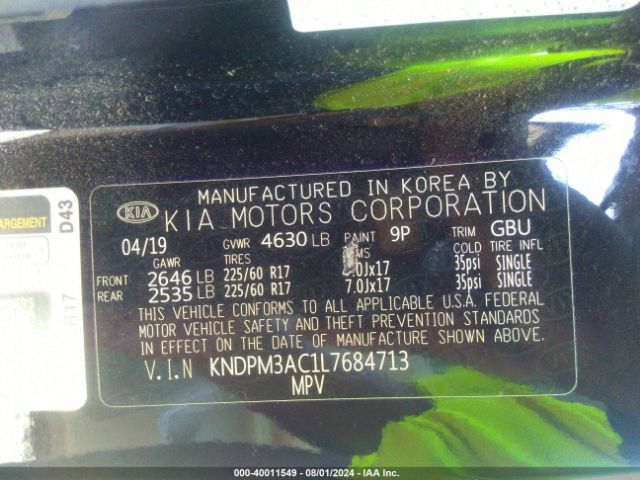 MANUFACTURED IN KOREA BY
KIA KIA MOTORS CORPORATION
04/19 GVWR 4630 LB PAINT 9P TRIM GBU
GAWR TIRES COLD TIRE INFL
FRONT 2646 LB 225/60 R17 .0Jx17 35psi SINGLE
REAR 2535 LB 225/60 R17 7.0Jx17 35psi SINGLE
THIS VEHICLE CONFORMS TO ALL APPLICABLE U.S.A. FEDERAL
MOTOR VEHICLE SAFETY AND THEFT PREVENTION STANDARDS
IN EFFECT ON THE DATE OF MANUFACTURE SHOWN ABOVE.
V.I.N KNDPM3AC1L7684713
MPV
ARGEMENT
D43
R17
000-40011549 - 08/01/2024 - IAA Inc.